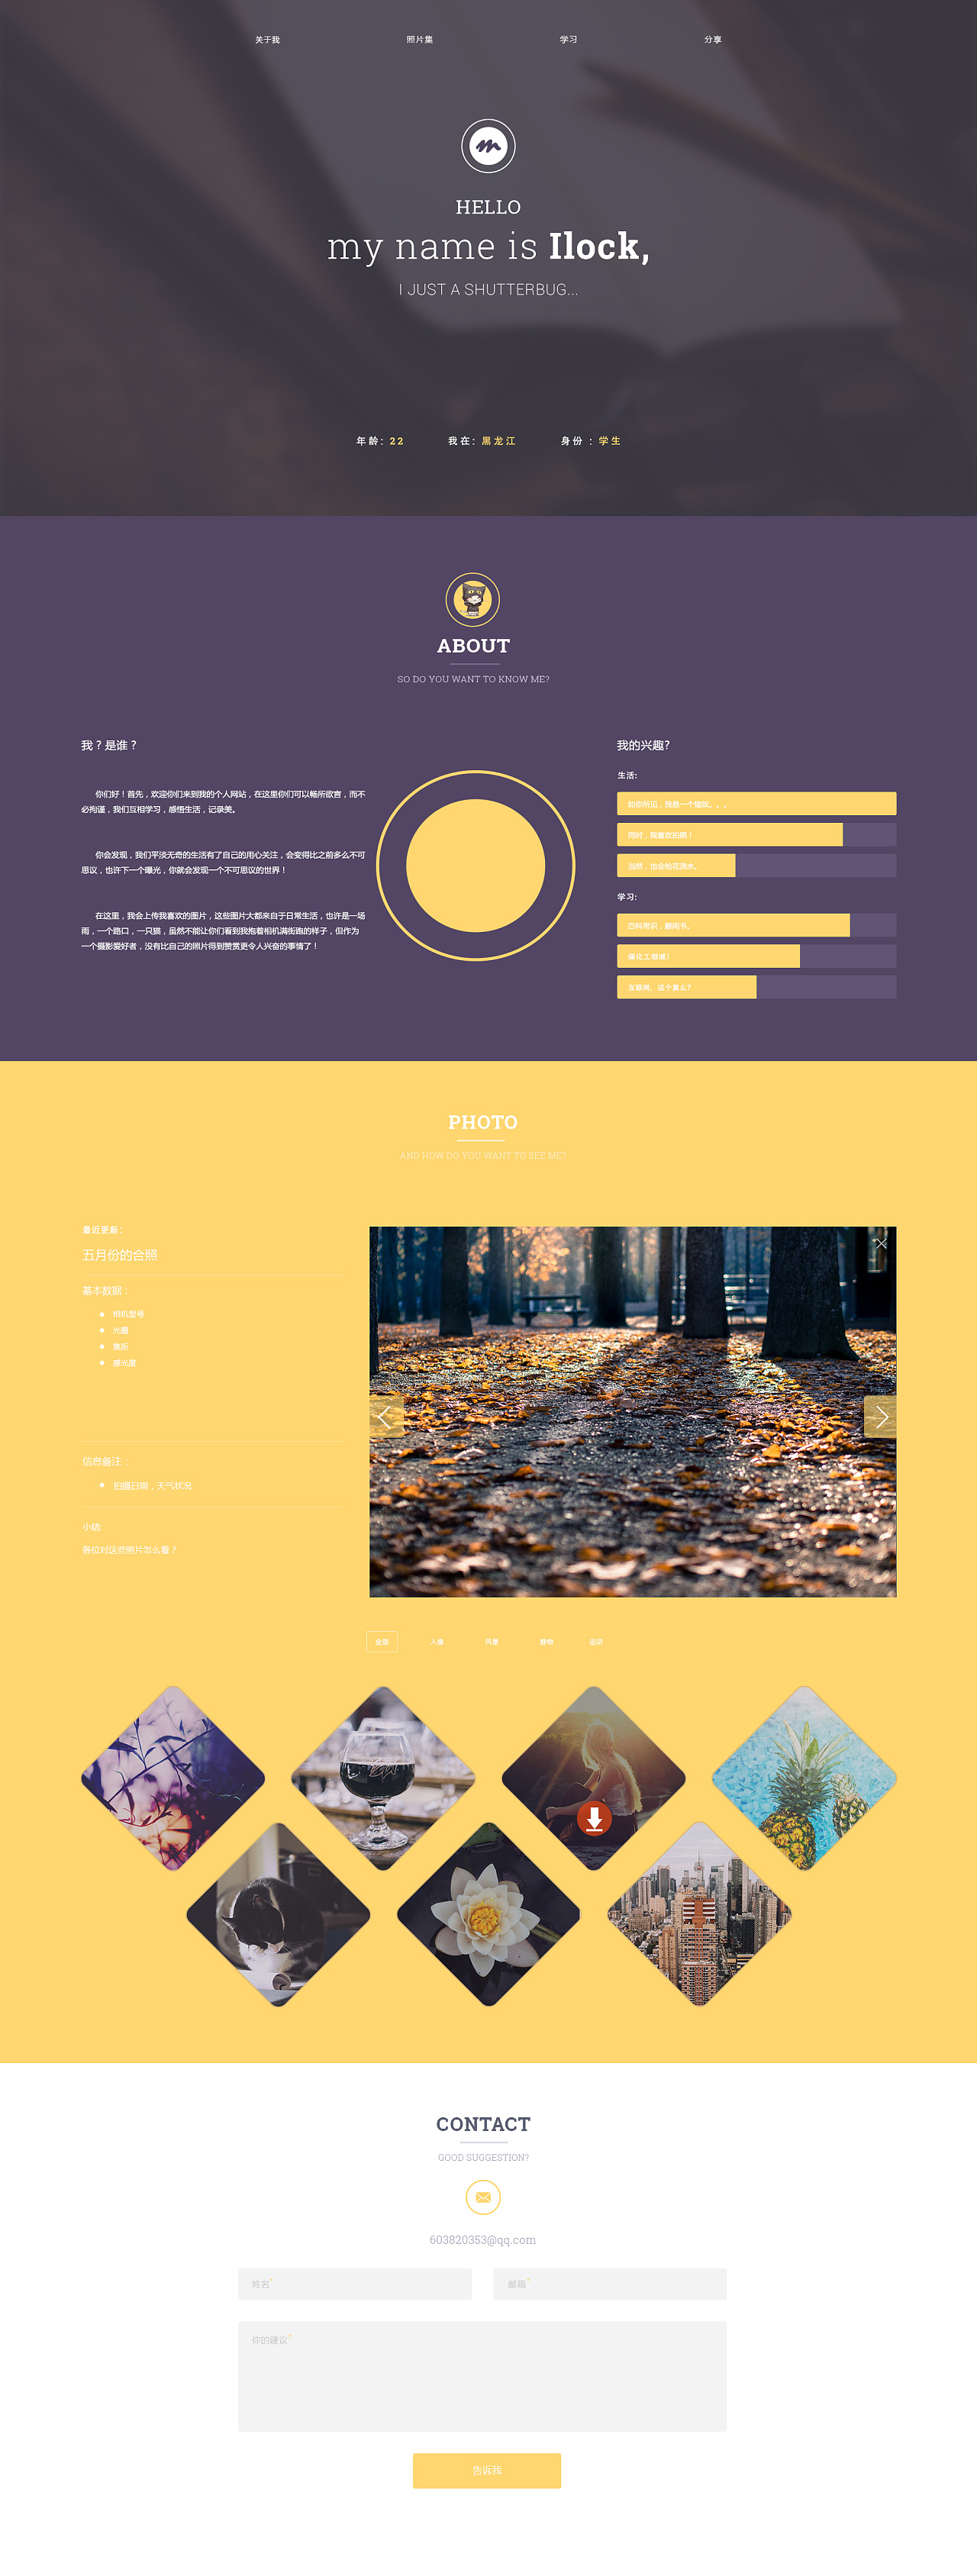 关于我 照片集 学习 分享
HELLO
my name is Ilock,
I JUST A SHUTTERBUG...
年龄: 22 我在: 黑龙江 身份 : 学生
ABOUT
SO DO YOU WANT TO KNOW ME?
我？是谁？
你们好！首先，欢迎你们来到我的个人网站，在这里你们可以畅所欲言，而不
必拘谨，我们互相学习，感悟生活，记录美。
你会发现，我们平淡无奇的生活有了自己的用心关注，会变得比之前多么不可
思议，也许下一个曝光，你就会发现一个不可思议的世界！
在这里，我会上传我喜欢的图片，这些图片大都来自于日常生活，也许是一场
雨，一个路口，一只猫，虽然不能让你们看到我抱着相机满街跑的样子，但作为
一个摄影爱好者，没有比自己的照片得到赞赏更令人兴奋的事情了！
我的兴趣?
生活:
如你所见，我是一个猫奴。。。
同时，我喜欢拍照！
当然，也会给花浇水。
学习:
百科常识，翻闲书。
煤化工领域！
互联网。这个算么？
PHOTO
AND HOW DO YOU WANT TO SEE ME?
最近更新:
五月份的合照
基本数据：
相机型号
光圈
焦距
感光度
信息备注：
拍摄日期，天气状况
小结:
各位对这些照片怎么看？
全部 人像 风景 静物 运动
CONTACT
GOOD SUGGESTION?
603820353@qq.com
姓名* 邮箱*
你的建议*
告诉我